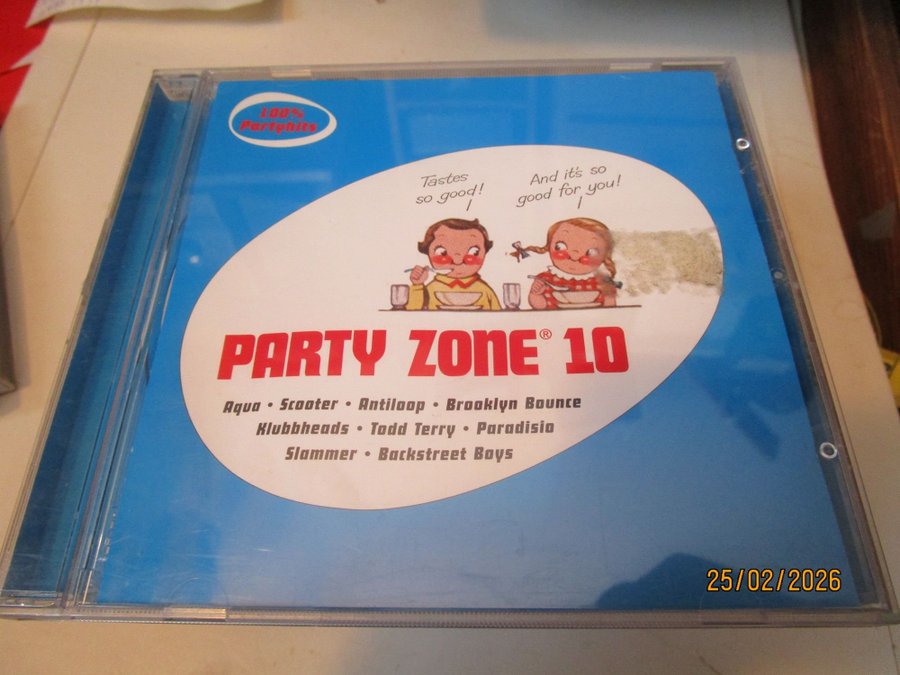 100%
Partyhits
Tastes
so good!
And it's so
good for you!
PARTY ZONE® 10
Aqua • Scooter • Antiloop • Brooklyn Bounce
Klubbheads • Todd Terry • Paradisio
Slammer • Backstreet Boys
25/02/2026